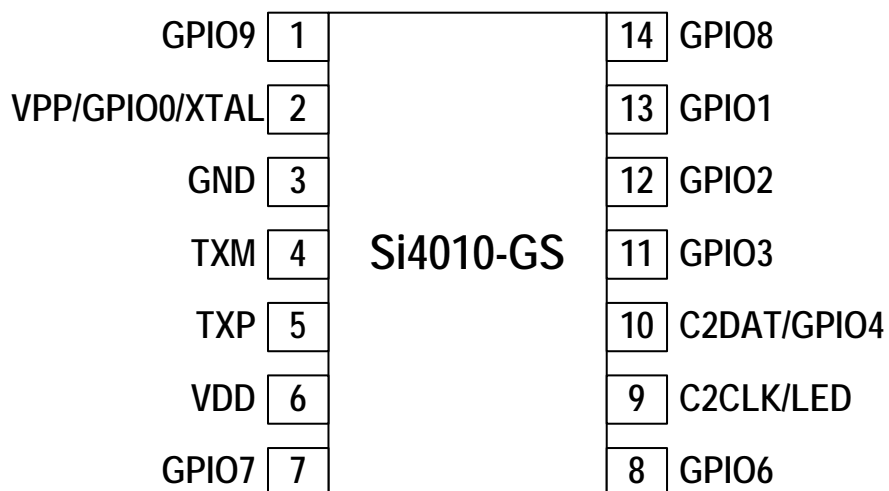 GPIO9 1 14 GPIO8
VPP/GPIO0/XTAL 2 13 GPIO1
GND 3 12 GPIO2
TXM 4 Si4010-GS 11 GPIO3
TXP 5 10 C2DAT/GPIO4
VDD 6 9 C2CLK/LED
GPIO7 7 8 GPIO6